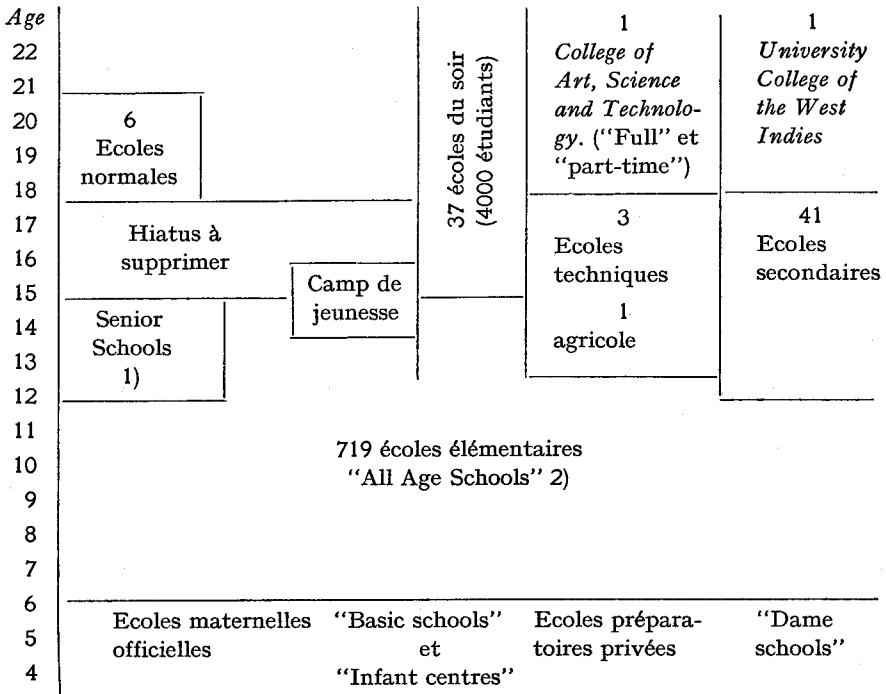 Age
22
21
20
19
18
17
16
15
14
13
12
11
10
9
8
7
6
5
4
6
Ecoles
normales
Hiatus à
supprimer
Senior
Schools
1)
Camp de
jeunesse
37 écoles du soir
(4000 étudiants)
1
College of
Art, Science
and Technolo-
gy. ("Full" et
"part-time")
3
Ecoles
techniques
1
agricole
1
University
College of
the West
Indies
41
Ecoles
secondaires
719 écoles élémentaires
"All Age Schools" 2)
Ecoles maternelles
officielles
"Basic schools"
et
"Infant centres"
Ecoles prépara-
toires privées
"Dame
schools"